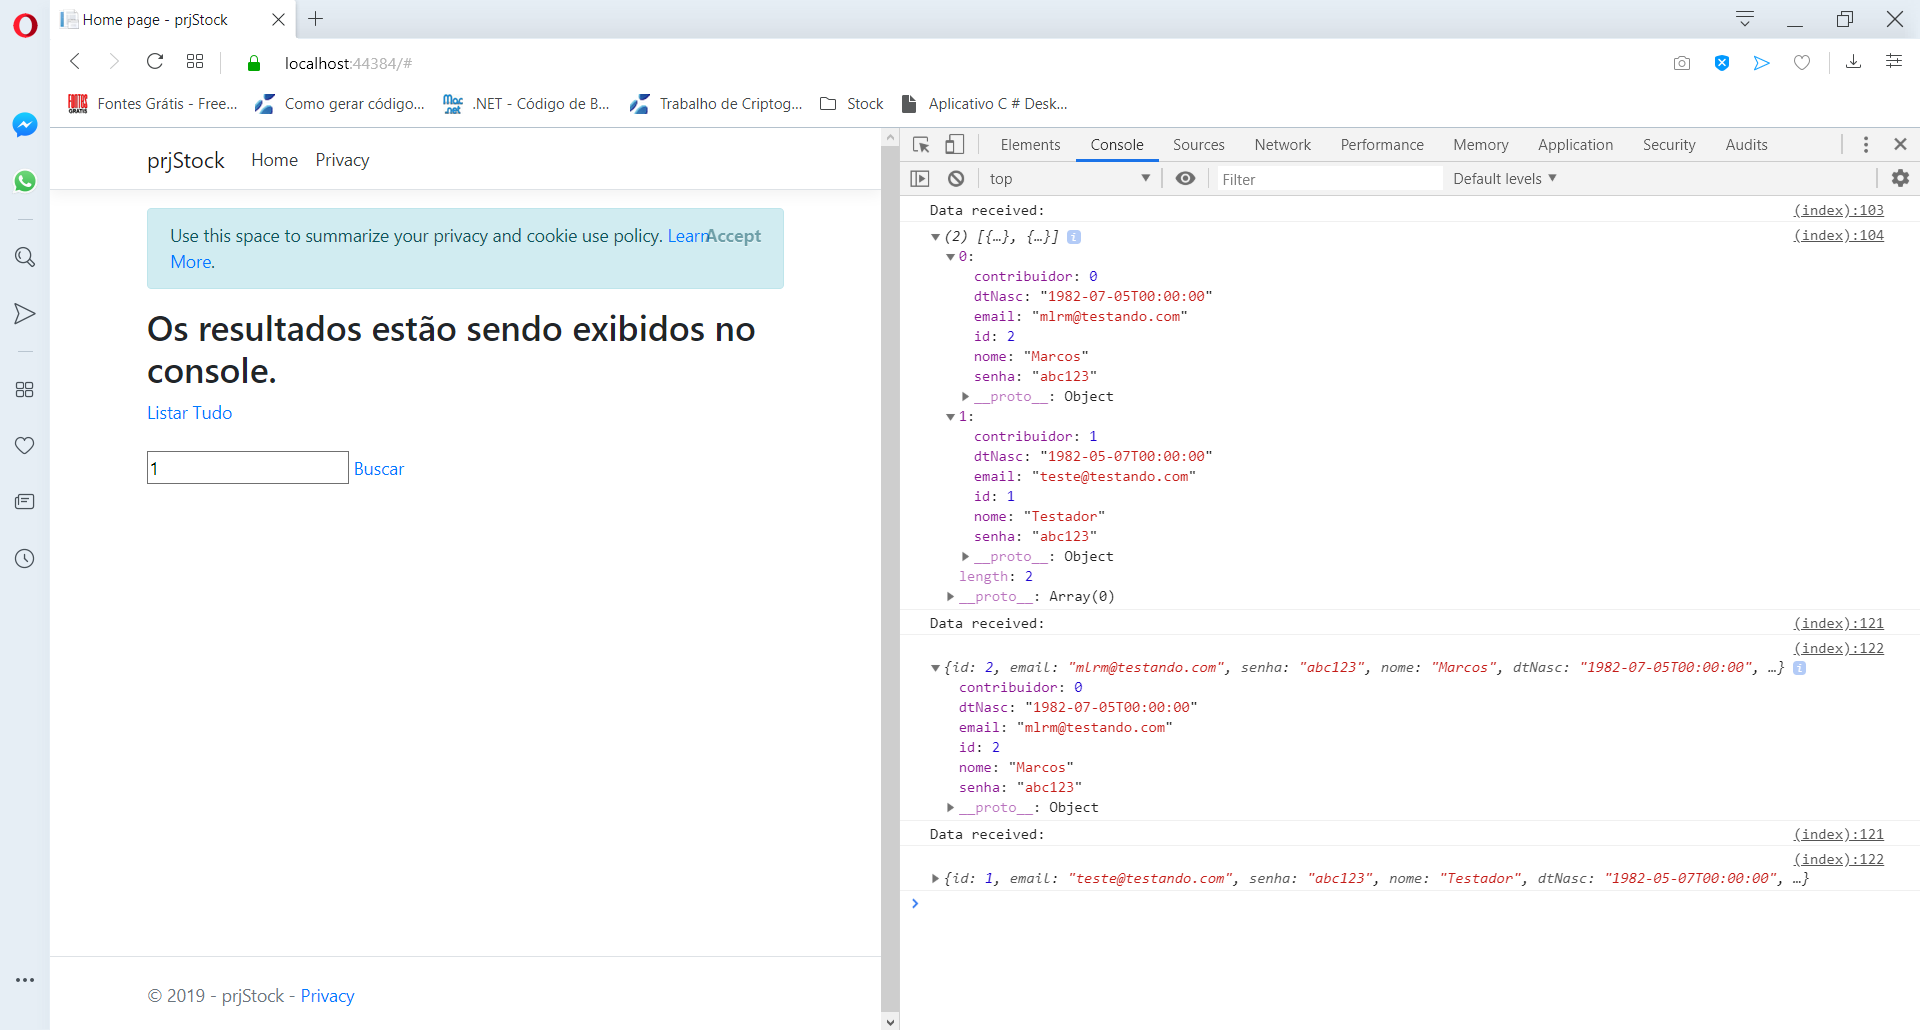 Home page - prjStock
localhost:44384/#
FONTES GRÁTIS Fontes Grátis - Free...
Como gerar código...
Mac .net .NET - Código de B...
Trabalho de Criptog...
Stock
Aplicativo C # Desk...
prjStock Home Privacy
Use this space to summarize your privacy and cookie use policy. Learn
More.
Accept
Os resultados estão sendo exibidos no
console.
Listar Tudo
1 Buscar
© 2019 - prjStock - Privacy
Elements Console Sources Network Performance Memory Application Security Audits
top Filter Default levels ▼
Data received: (index):103
▼(2) [{…}, {…}] i (index):104
▼0:
contribuidor: 0
dtNasc: "1982-07-05T00:00:00"
email: "mlrm@testando.com"
id: 2
nome: "Marcos"
senha: "abc123"
▶__proto__: Object
▼1:
contribuidor: 1
dtNasc: "1982-05-07T00:00:00"
email: "teste@testando.com"
id: 1
nome: "Testador"
senha: "abc123"
▶__proto__: Object
length: 2
▶__proto__: Array(0)
Data received: (index):121
(index):122
▼{id: 2, email: "mlrm@testando.com", senha: "abc123", nome: "Marcos", dtNasc: "1982-07-05T00:00:00", …} i
contribuidor: 0
dtNasc: "1982-07-05T00:00:00"
email: "mlrm@testando.com"
id: 2
nome: "Marcos"
senha: "abc123"
▶__proto__: Object
Data received: (index):121
(index):122
▶{id: 1, email: "teste@testando.com", senha: "abc123", nome: "Testador", dtNasc: "1982-05-07T00:00:00", …}